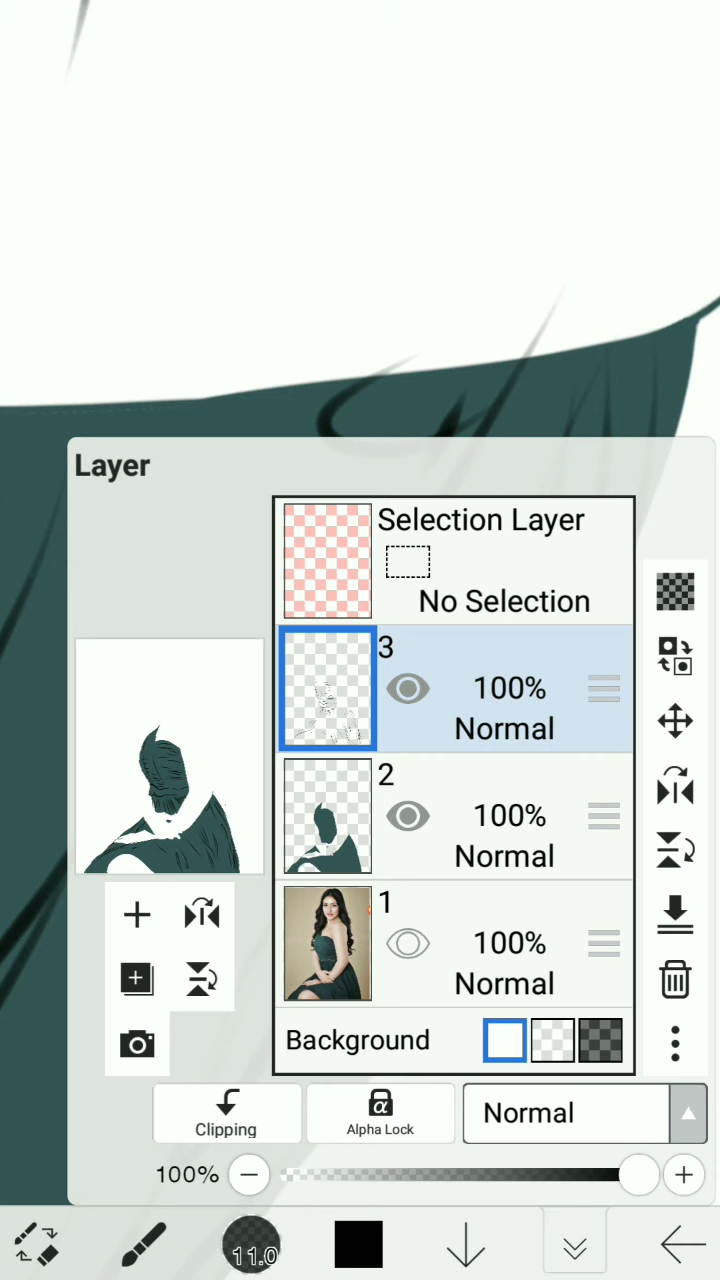 Layer
Selection Layer
No Selection
3
100%
Normal
2
100%
Normal
1
100%
Normal
Background
Clipping
α
Alpha Lock
Normal
100%
11.0